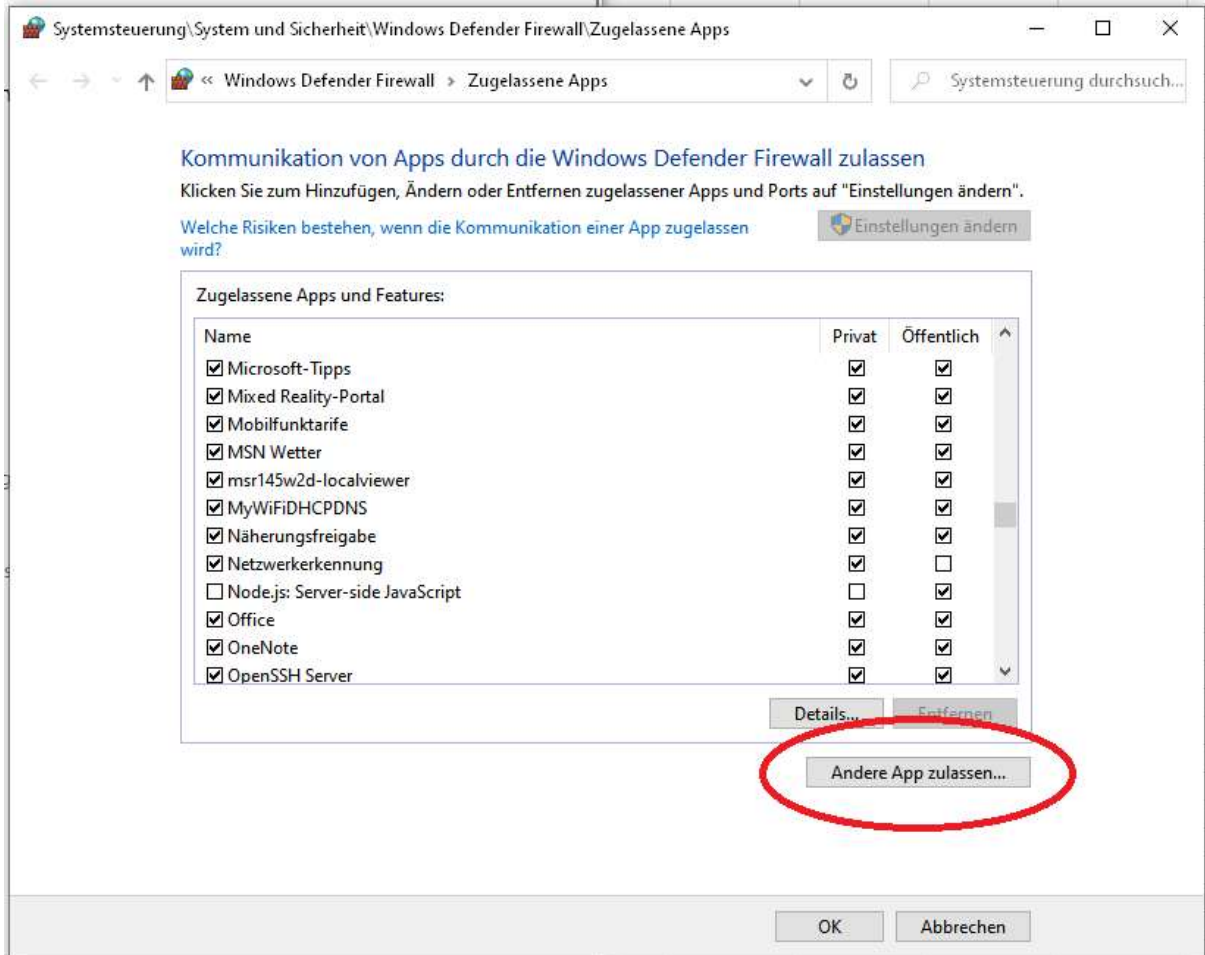 Systemsteuerung\System und Sicherheit\Windows Defender Firewall\Zugelassene Apps
« Windows Defender Firewall › Zugelassene Apps
Systemsteuerung durchsuch...
Kommunikation von Apps durch die Windows Defender Firewall zulassen
Klicken Sie zum Hinzufügen, Ändern oder Entfernen zugelassener Apps und Ports auf "Einstellungen ändern".
Welche Risiken bestehen, wenn die Kommunikation einer App zugelassen
wird?
Einstellungen ändern
Zugelassene Apps und Features:
Name Privat Öffentlich
Microsoft-Tipps
Mixed Reality-Portal
Mobilfunktarife
MSN Wetter
msr145w2d-localviewer
MyWiFiDHCPDNS
Näherungsfreigabe
Netzwerkerkennung
Node.js: Server-side JavaScript
Office
OneNote
OpenSSH Server
Details... Entfernen
Andere App zulassen...
OK Abbrechen